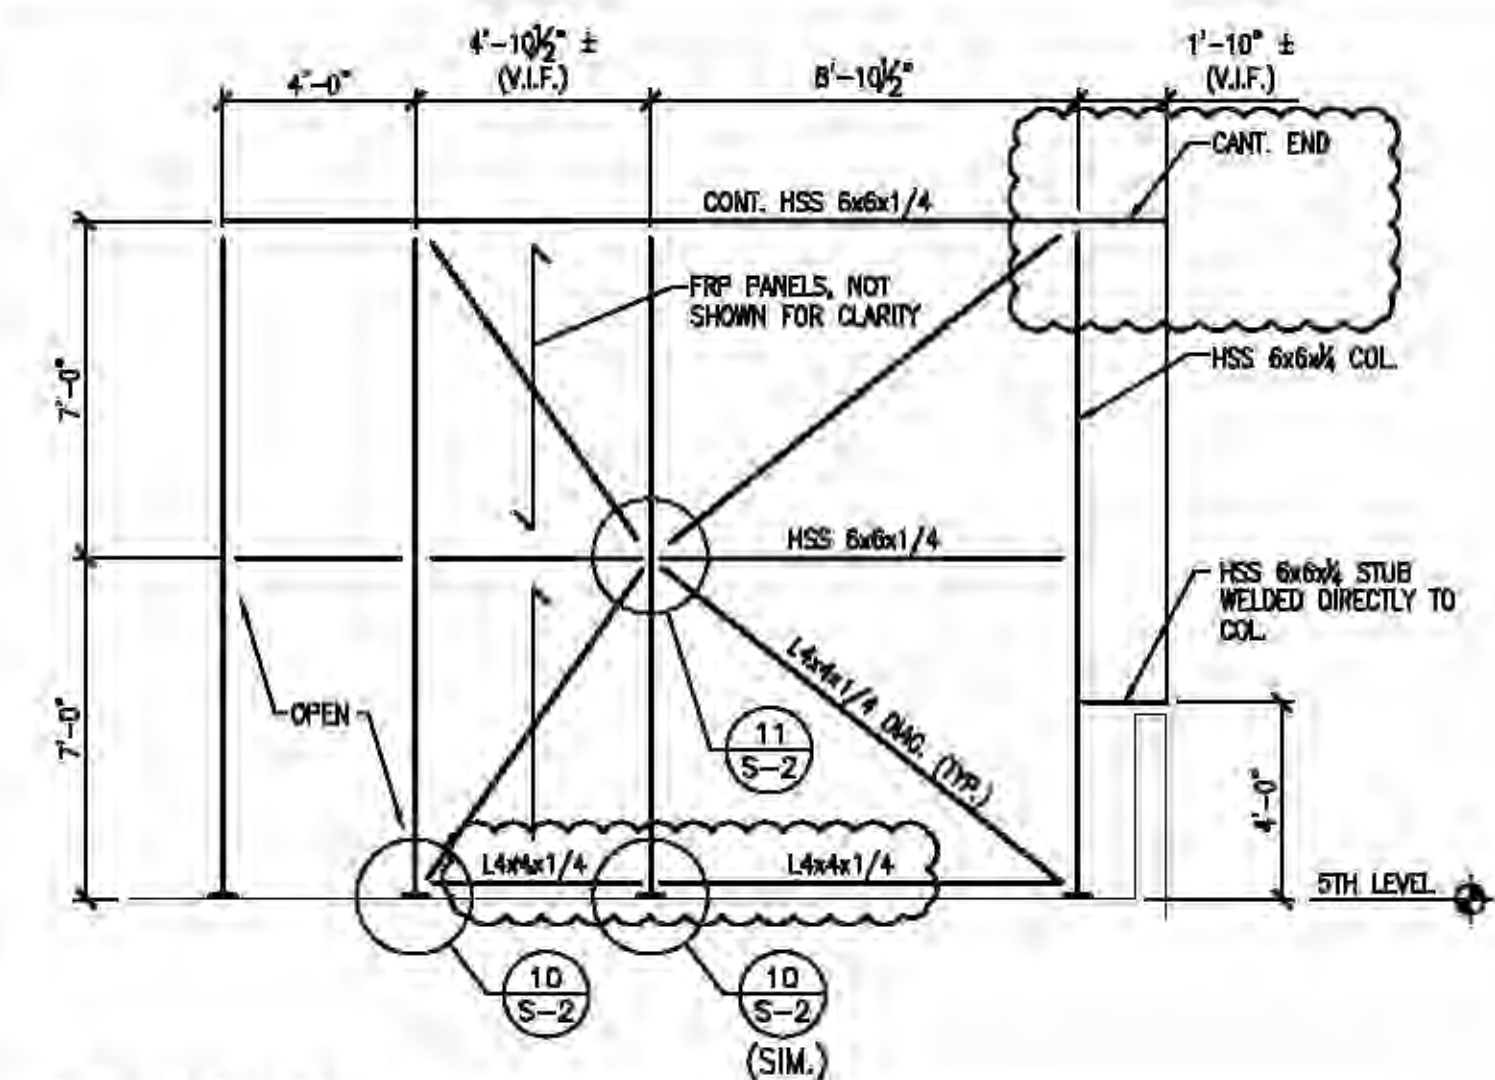 4'-0"
4'-10½" ±
(V.I.F.)
8'-10½"
1'-10" ±
(V.I.F.)
CANT. END
CONT. HSS 6x6x1/4
FRP PANELS, NOT
SHOWN FOR CLARITY
7'-0"
HSS 6x6x¼ COL.
HSS 6x6x1/4
HSS 6x6x¼ STUB
WELDED DIRECTLY TO
COL.
L4x4x1/4 DIAG. (TYP.)
7'-0"
OPEN
11
S-2
4'-0"
L4x4x1/4
L4x4x1/4
5TH LEVEL
10
S-2
10
S-2
(SIM.)